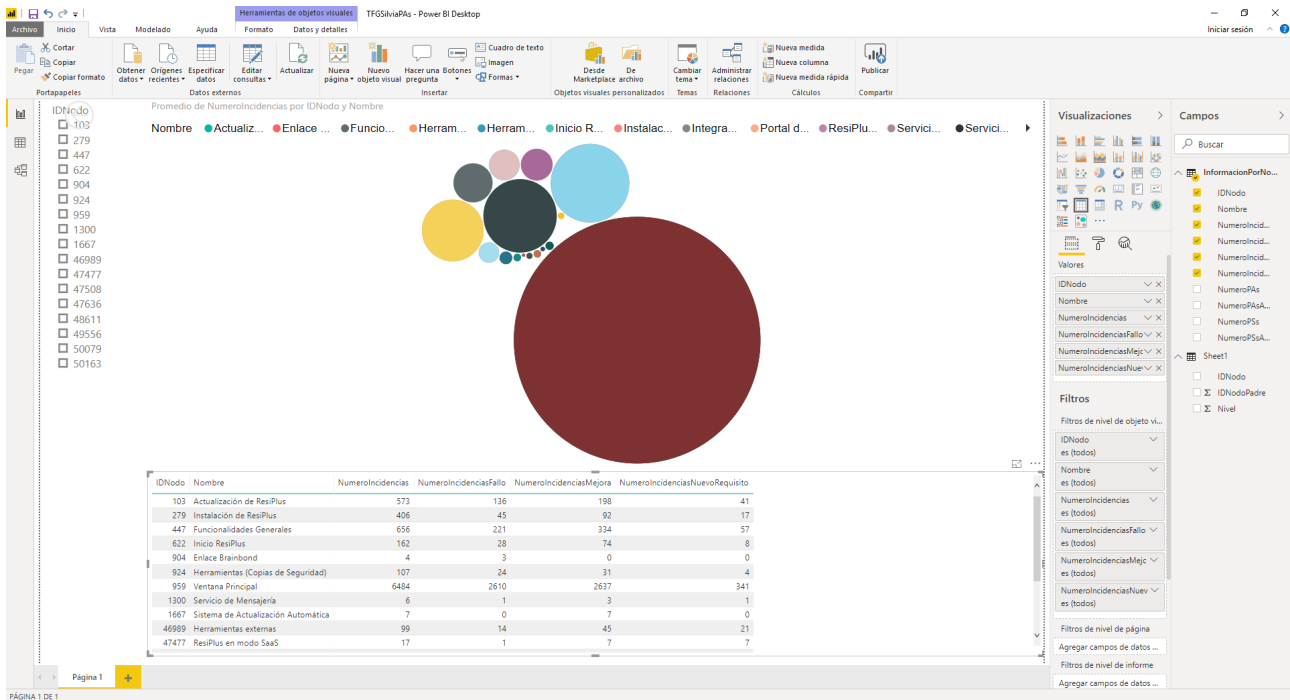 Herramientas de objetos visuales
TFGSilviaPAs - Power BI Desktop
Archivo Inicio Vista Modelado Ayuda Formato Datos y detalles
Iniciar sesión
Pegar
Cortar
Copiar
Copiar formato
Portapapeles
Obtener datos
Orígenes recientes
Especificar datos
Editar consultas
Actualizar
Datos externos
Nueva página
Nuevo objeto visual
Hacer una pregunta
Botones
Cuadro de texto
Imagen
Formas
Insertar
Desde Marketplace
De archivo
Objetos visuales personalizados
Cambiar tema
Temas
Administrar relaciones
Relaciones
Nueva medida
Nueva columna
Nueva medida rápida
Cálculos
Publicar
Compartir
IDNodo
103
279
447
622
904
924
959
1300
1667
46989
47477
47508
47636
48611
49556
50079
50163
Promedio de NumeroIncidencias por IDNodo y Nombre
Nombre Actualiz... Enlace ... Funcio... Herram... Herram... Inicio R... Instalac... Integra... Portal d... ResiPlu... Servici... Servici...
IDNodo Nombre NumeroIncidencias NumeroIncidenciasFallo NumeroIncidenciasMejora NumeroIncidenciasNuevoRequisito
103 Actualización de ResiPlus 573 136 198 41
279 Instalación de ResiPlus 406 45 92 17
447 Funcionalidades Generales 656 221 334 57
622 Inicio ResiPlus 162 28 74 8
904 Enlace Brainbond 4 3 0 0
924 Herramientas (Copias de Seguridad) 107 24 31 4
959 Ventana Principal 6484 2610 2637 341
1300 Servicio de Mensajería 6 1 3 1
1667 Sistema de Actualización Automática 7 0 7 0
46989 Herramientas externas 99 14 45 21
47477 ResiPlus en modo SaaS 17 1 7 7
Visualizaciones
R Py
Valores
IDNodo
Nombre
NumeroIncidencias
NumeroIncidenciasFallo
NumeroIncidenciasMejc
NumeroIncidenciasNuev
Filtros
Filtros de nivel de objeto vi...
IDNodo
es (todos)
Nombre
es (todos)
NumeroIncidencias
es (todos)
NumeroIncidenciasFallo
es (todos)
NumeroIncidenciasMejc
es (todos)
NumeroIncidenciasNuev
es (todos)
Filtros de nivel de página
Agregar campos de datos ...
Filtros de nivel de informe
Agregar campos de datos ...
Campos
Buscar
InformacionPorNo...
IDNodo
Nombre
NumeroIncid...
NumeroIncid...
NumeroIncid...
NumeroIncid...
NumeroPAs
NumeroPAsA...
NumeroPSs
NumeroPSsA...
Sheet1
IDNodo
Σ IDNodoPadre
Σ Nivel
Página 1
PÁGINA 1 DE 1